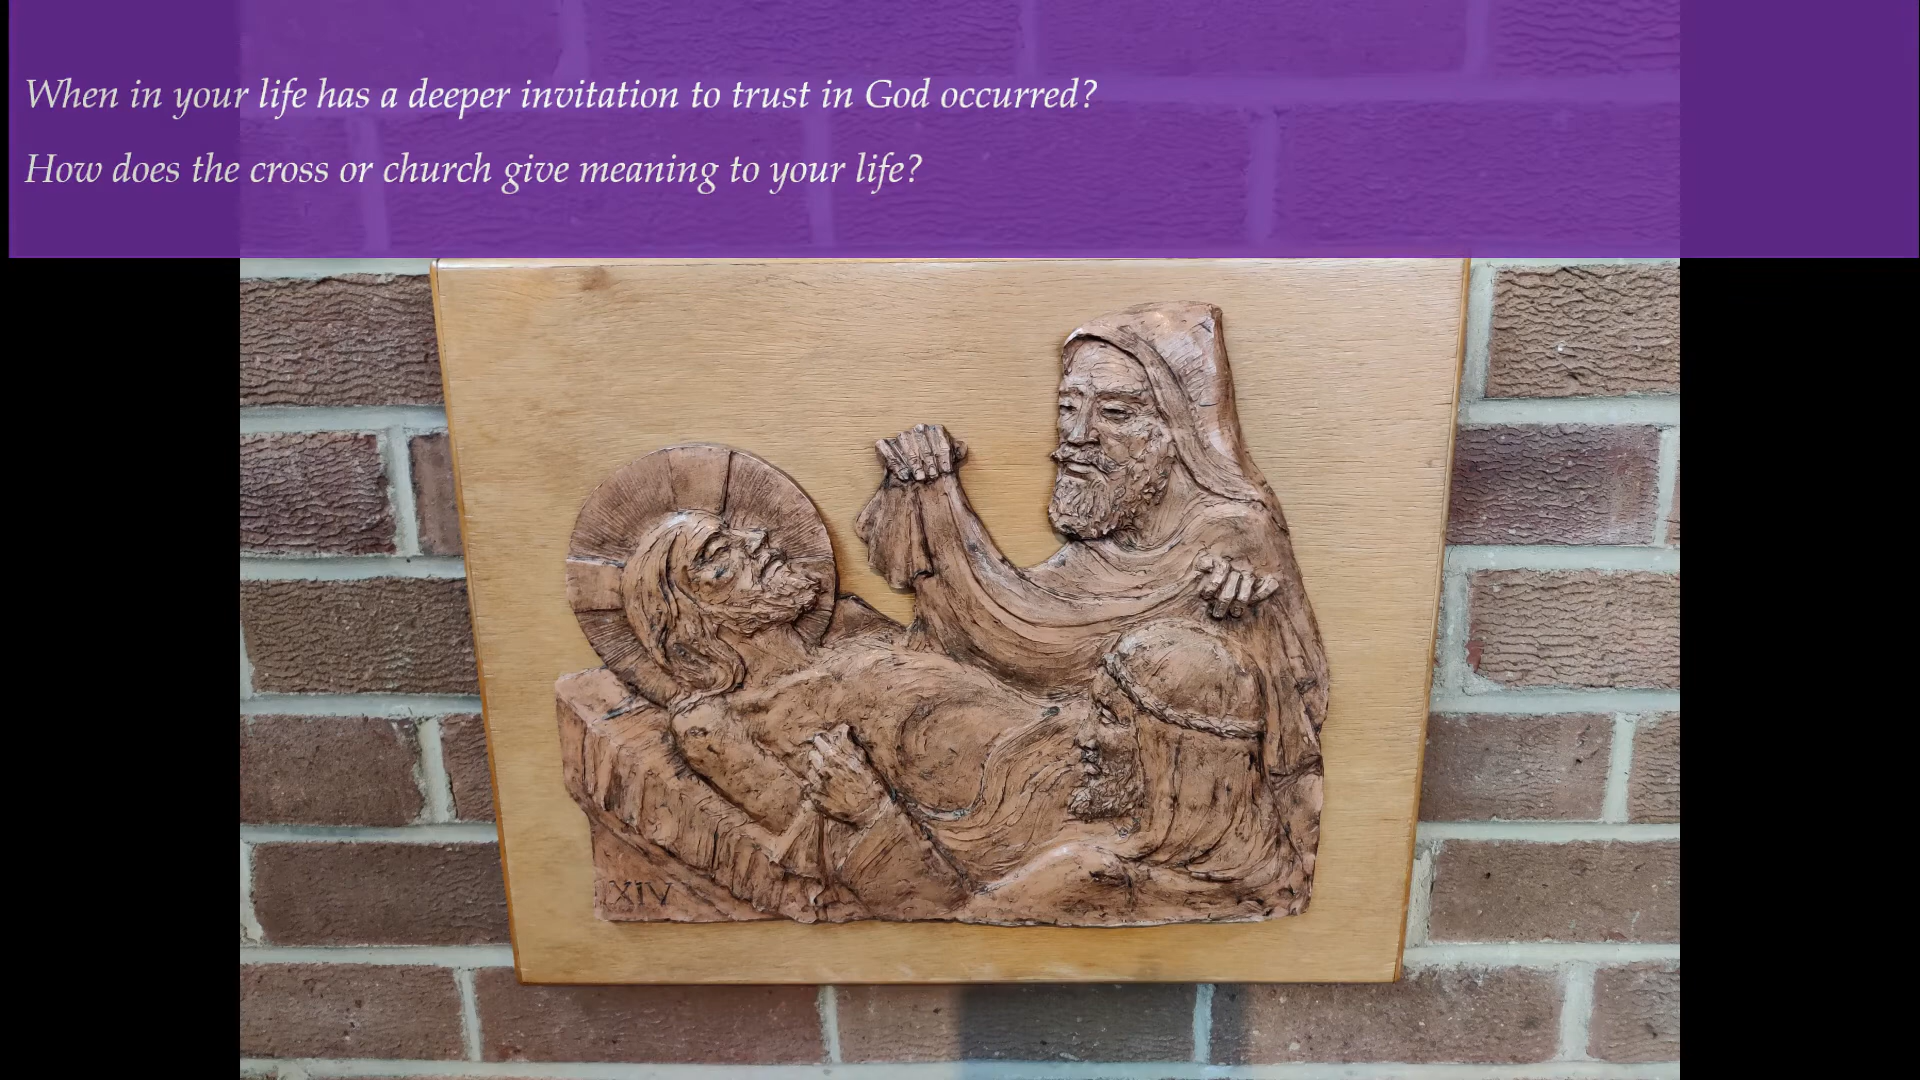 When in your life has a deeper invitation to trust in God occurred?
How does the cross or church give meaning to your life?
XIV